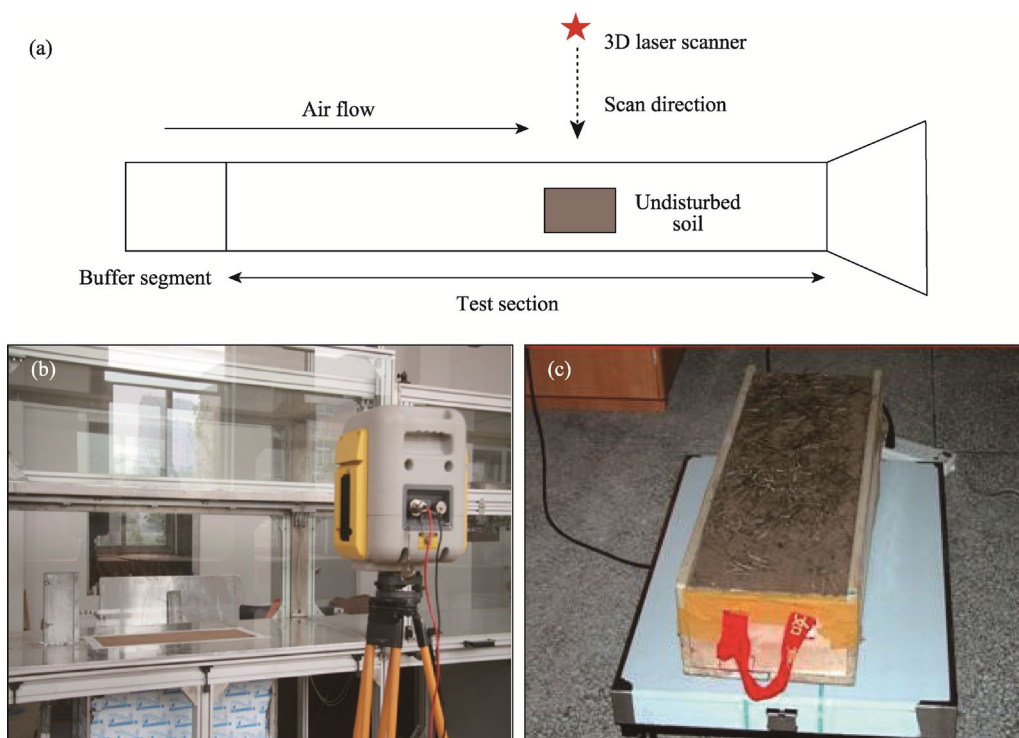 (a)
3D laser scanner
Scan direction
Air flow
Undisturbed
soil
Buffer segment
Test section
(b)
(c)